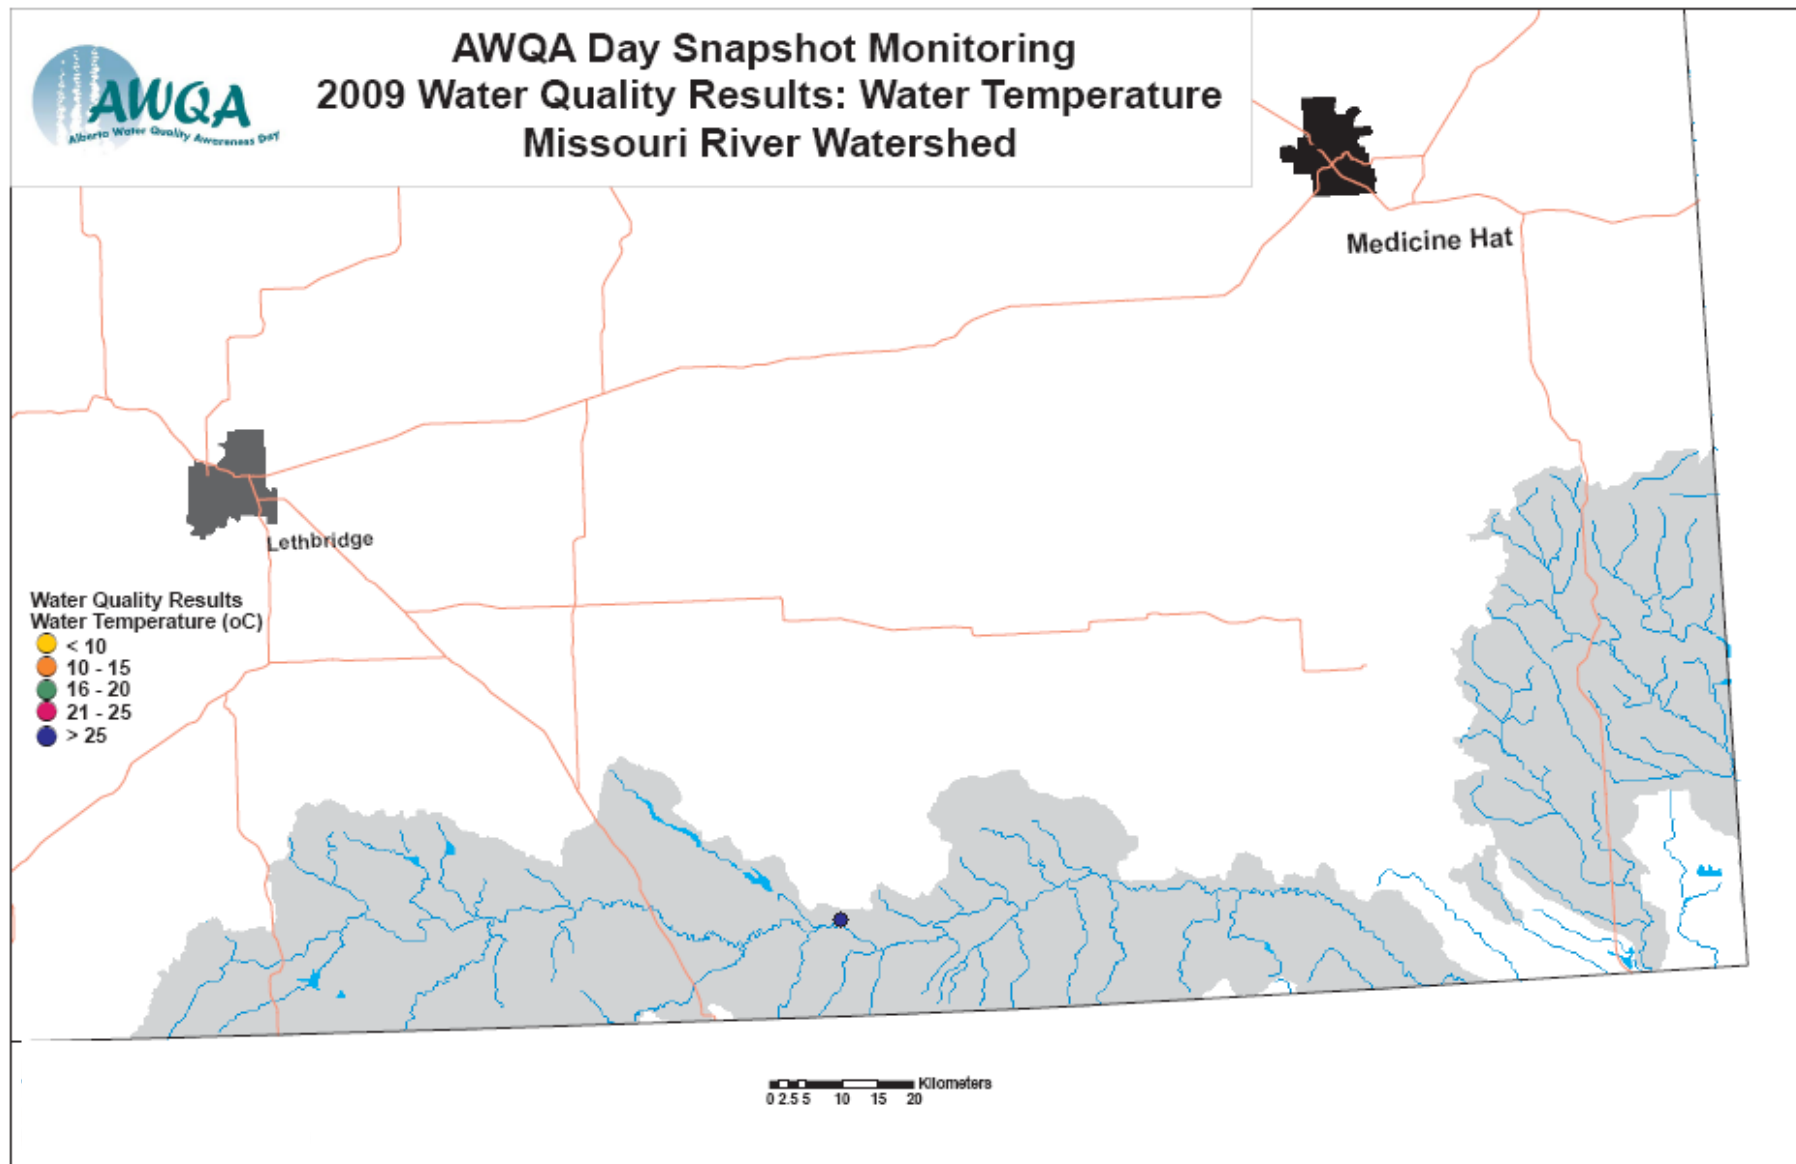 AWQA
Alberta Water Quality Awareness Day
AWQA Day Snapshot Monitoring
2009 Water Quality Results: Water Temperature
Missouri River Watershed
Medicine Hat
Lethbridge
Water Quality Results
Water Temperature (oC)
< 10
10 - 15
16 - 20
21 - 25
> 25
Kilometers
0 2.5 5 10 15 20